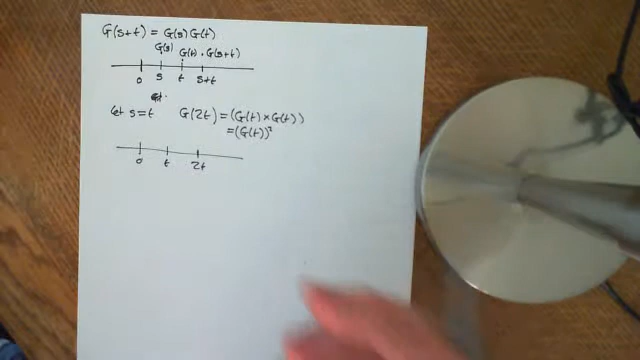 G(s+t) = G(s) G(t)
G(s) G(t) . G(s+t)
0 s t s+t
let s=t G(2t) = (G(t) × G(t))
= (G(t))²
0 t 2t